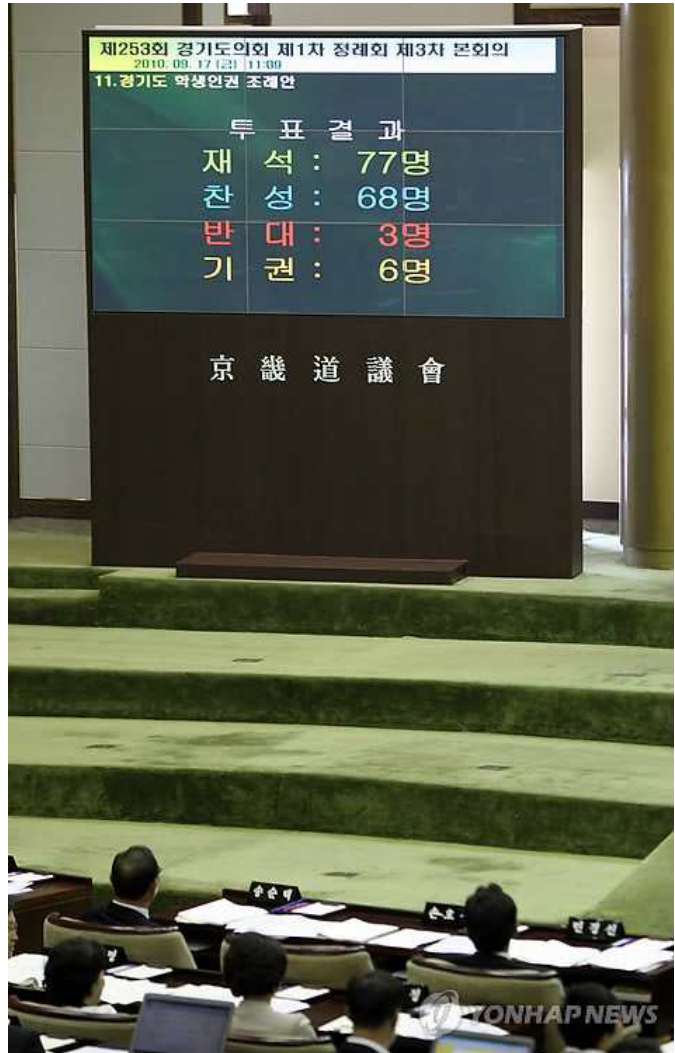 제253회 경기도의회 제1차 정례회 제3차 본회의
2010. 09. 17 (금) 11:09
11.경기도 학생인권 조례안
투 표 결 과
재 석 : 77명
찬 성 : 68명
반 대 : 3명
기 권 : 6명
京 畿 道 議 會
YONHAP NEWS